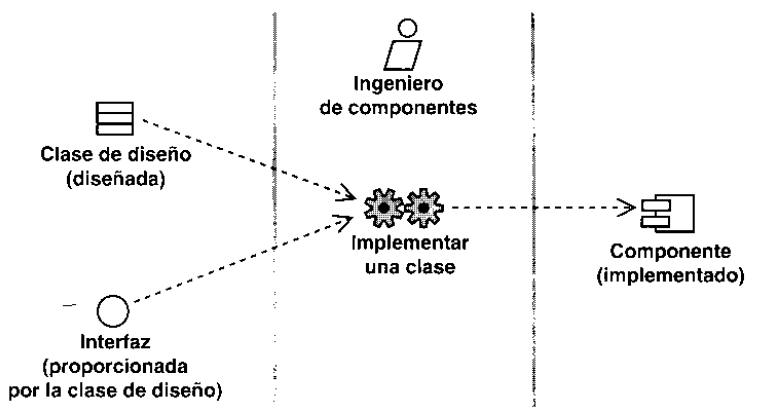 Ingeniero
de componentes
Clase de diseño
(diseñada)
Implementar
una clase
Componente
(implementado)
Interfaz
(proporcionada
por la clase de diseño)